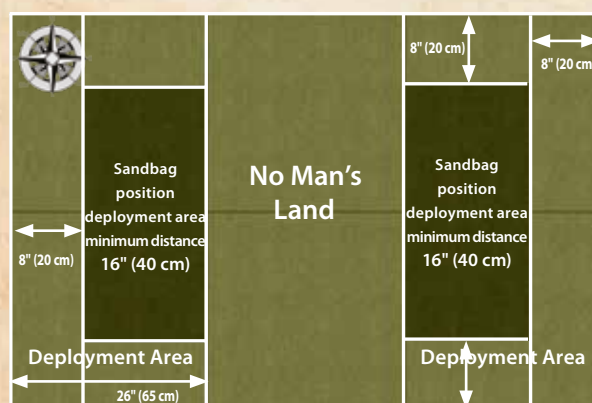 8" (20 cm)
8" (20 cm)
Sandbag
position
deployment area
minimum distance
16" (40 cm)
No Man's
Land
Sandbag
position
deployment area
minimum distance
16" (40 cm)
8" (20 cm)
Deployment Area
Deployment Area
26" (65 cm)